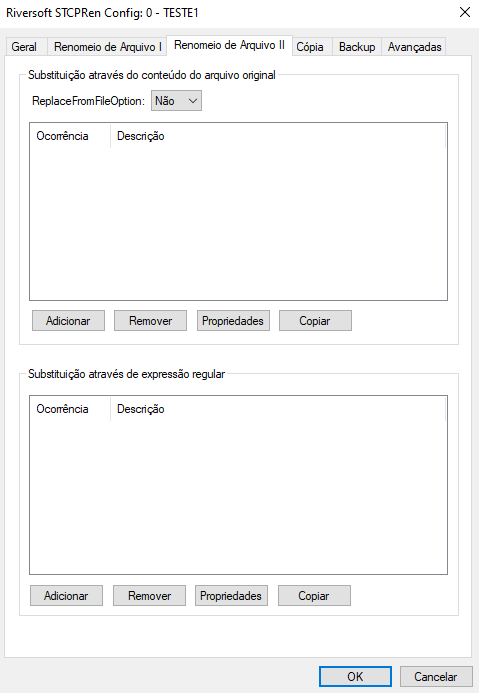 Riversoft STCPRen Config: 0 - TESTE1
Geral Renomeio de Arquivo I Renomeio de Arquivo II Cópia Backup Avançadas
Substituição através do conteúdo do arquivo original
ReplaceFromFileOption: Não
Ocorrência Descrição
Adicionar Remover Propriedades Copiar
Substituição através de expressão regular
Ocorrência Descrição
Adicionar Remover Propriedades Copiar
OK Cancelar